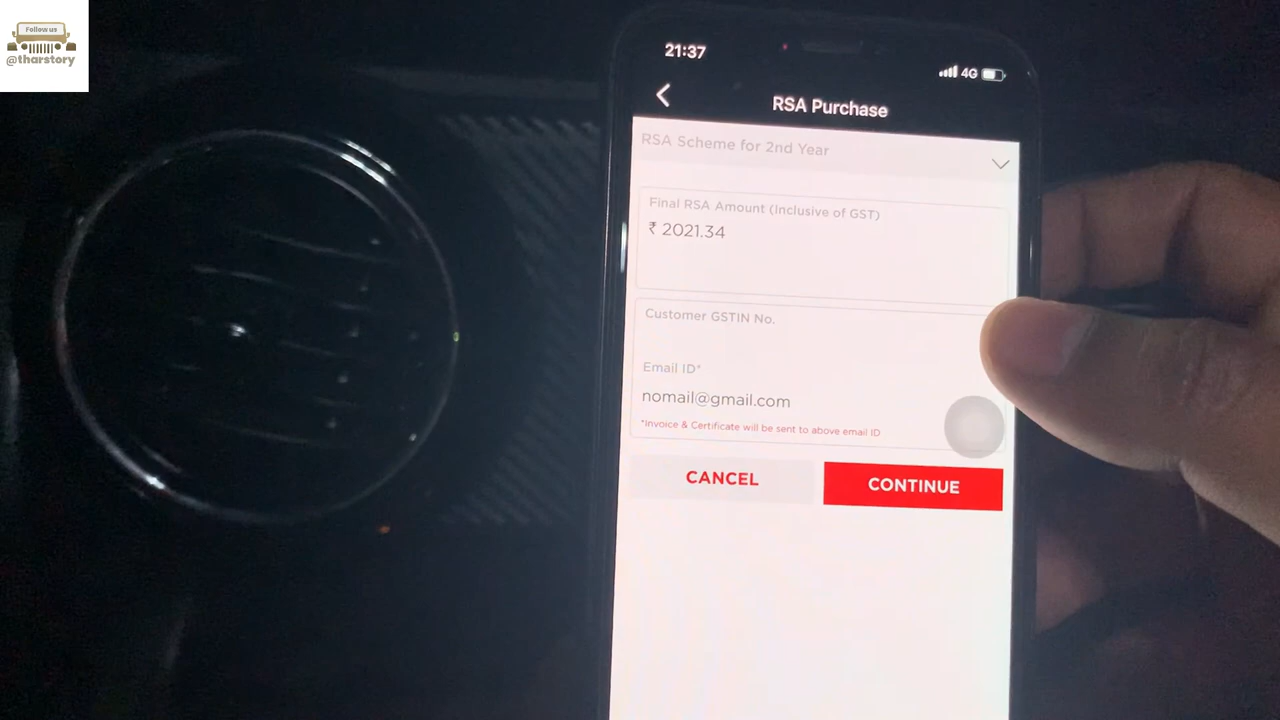 Follow us
@tharstory
21:37
4G
RSA Purchase
RSA Scheme for 2nd Year
Final RSA Amount (Inclusive of GST)
₹ 2021.34
Customer GSTIN No.
Email ID*
nomail@gmail.com
*Invoice & Certificate will be sent to above email ID
CANCEL
CONTINUE